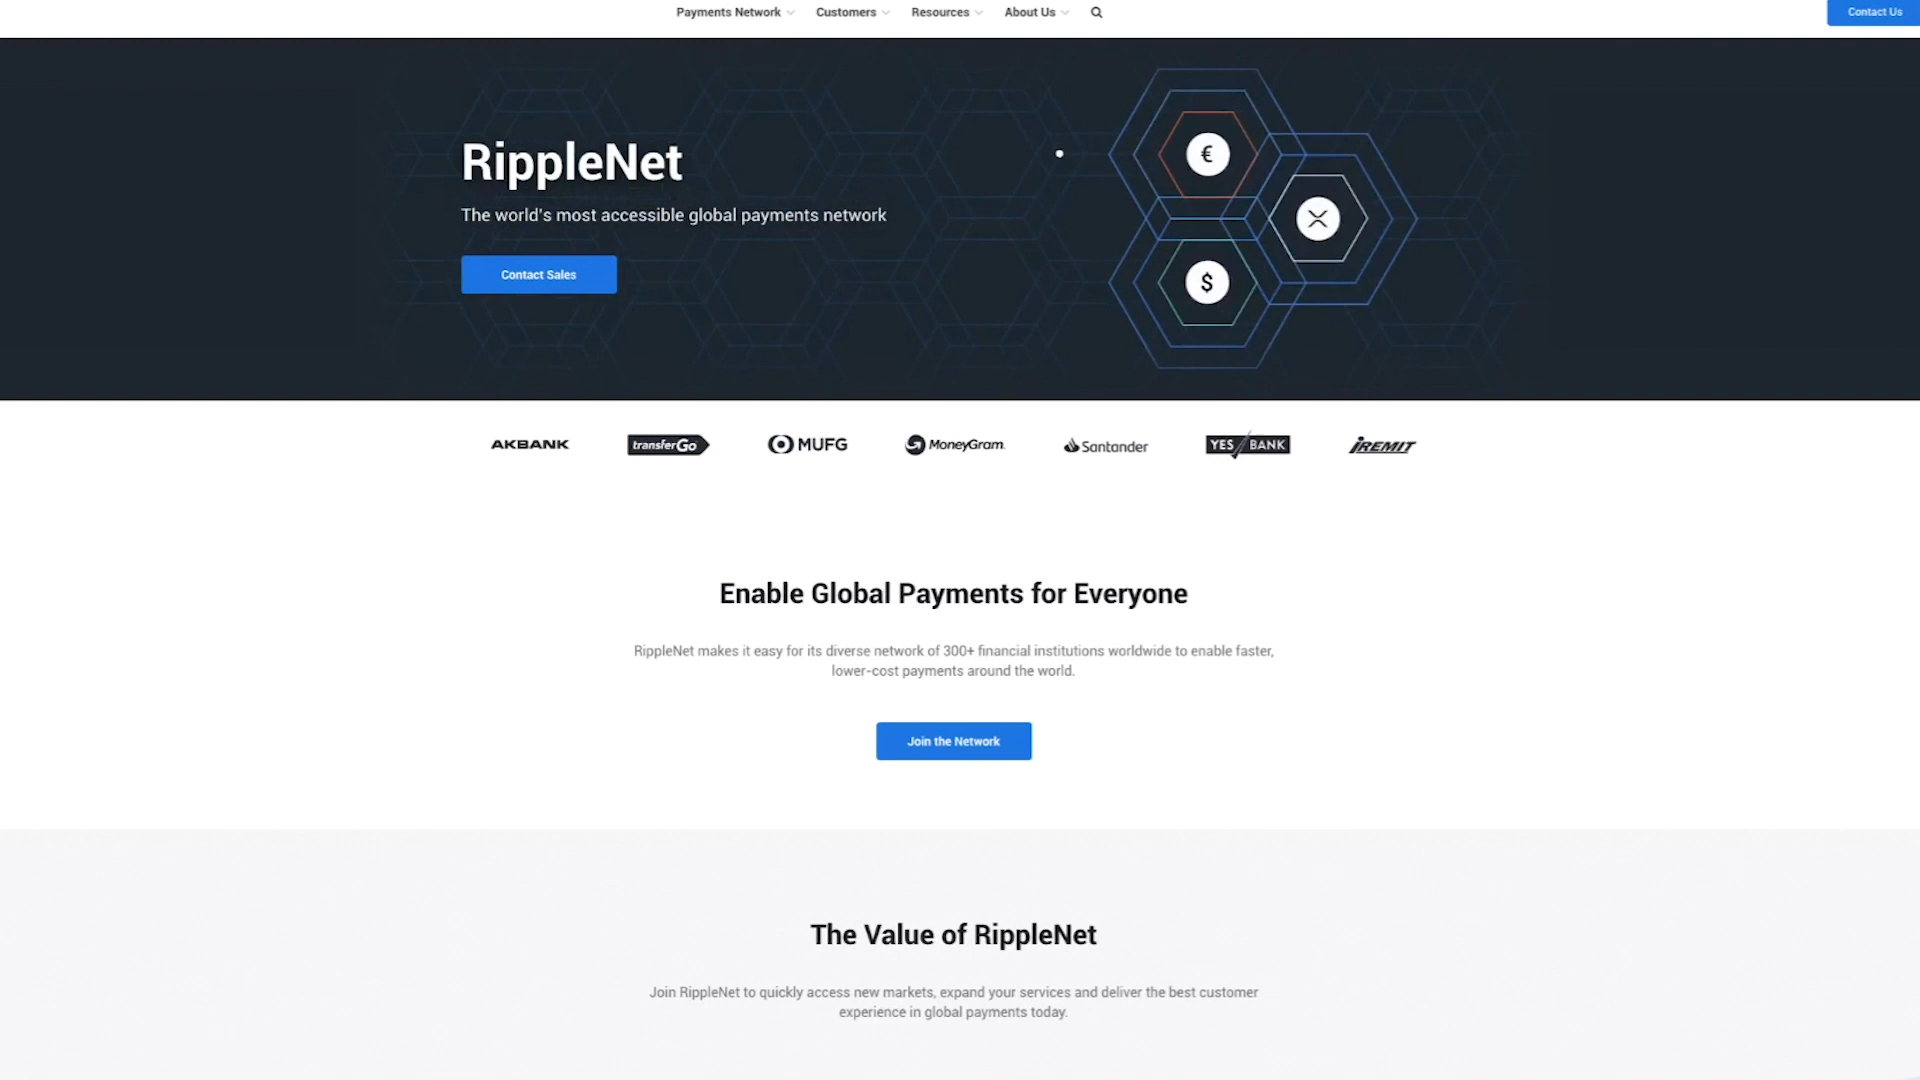 Payments Network
Customers
Resources
About Us
Contact Us
RippleNet
The world's most accessible global payments network
Contact Sales
€
$
AKBANK
transferGo
MUFG
MoneyGram.
Santander
YES BANK
iREMIT
Enable Global Payments for Everyone
RippleNet makes it easy for its diverse network of 300+ financial institutions worldwide to enable faster,
lower-cost payments around the world.
Join the Network
The Value of RippleNet
Join RippleNet to quickly access new markets, expand your services and deliver the best customer
experience in global payments today.